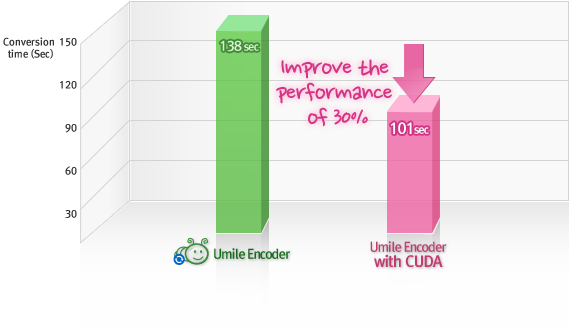 Conversion
time (Sec)
150
120
90
60
30
138 sec
Improve the
performance
of 30%
101 sec
Umile Encoder
Umile Encoder
with CUDA